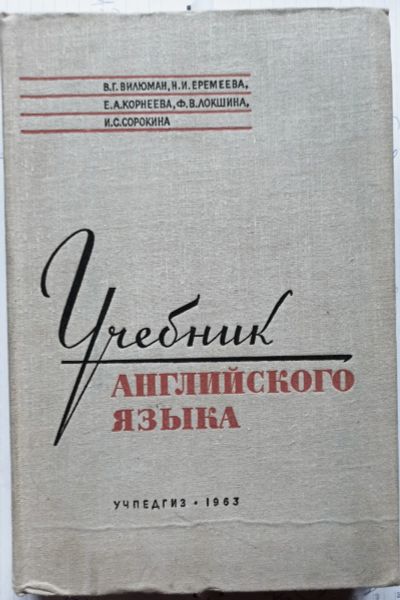 В.Г.ВИЛЮМАН, Н.И.ЕРЕМЕЕВА,
Е.А.КОРНЕЕВА, Ф.В.ЛОКШИНА,
И.С.СОРОКИНА
Учебник
АНГЛИЙСКОГО
ЯЗЫКА
УЧПЕДГИЗ • 1963